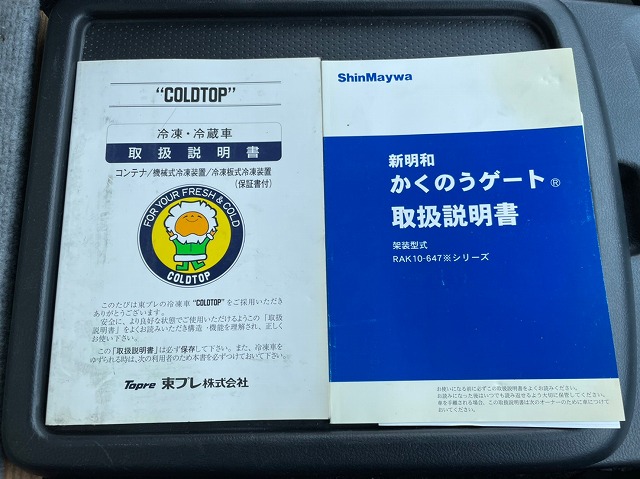 "COLDTOP"
冷凍・冷蔵車
取扱説明書
コンテナ/機械式冷凍装置/冷凍板式冷凍装置
(保証書付)
FOR YOUR FRESH & COLD
COLDTOP
このたびは東プレの冷凍車"COLDTOP"をご採用いただき
ありがとうございます。
安全に、より良好な状態でご使用いただけるようこの「取扱
説明書」をよくお読みいただき構造・機能を理解され、正しく
お使い下さい。
この「取扱説明書」は必ず保存して下さい。また、冷凍車を
ゆずられる時は、次の利用者のため本書を必ずつけておいて下さい。
Topre 東プレ株式会社
ShinMaywa
新明和
かくのうゲート®
取扱説明書
架装型式
RAK10-647※シリーズ
お使いになる前に必ずこの取扱説明書をよくお読みください。
お読みになった後はいつでも読み返せるよう大切に保管してください。
車を手離される場合、この取扱説明書は次のオーナーのために車につけて
おいてください。